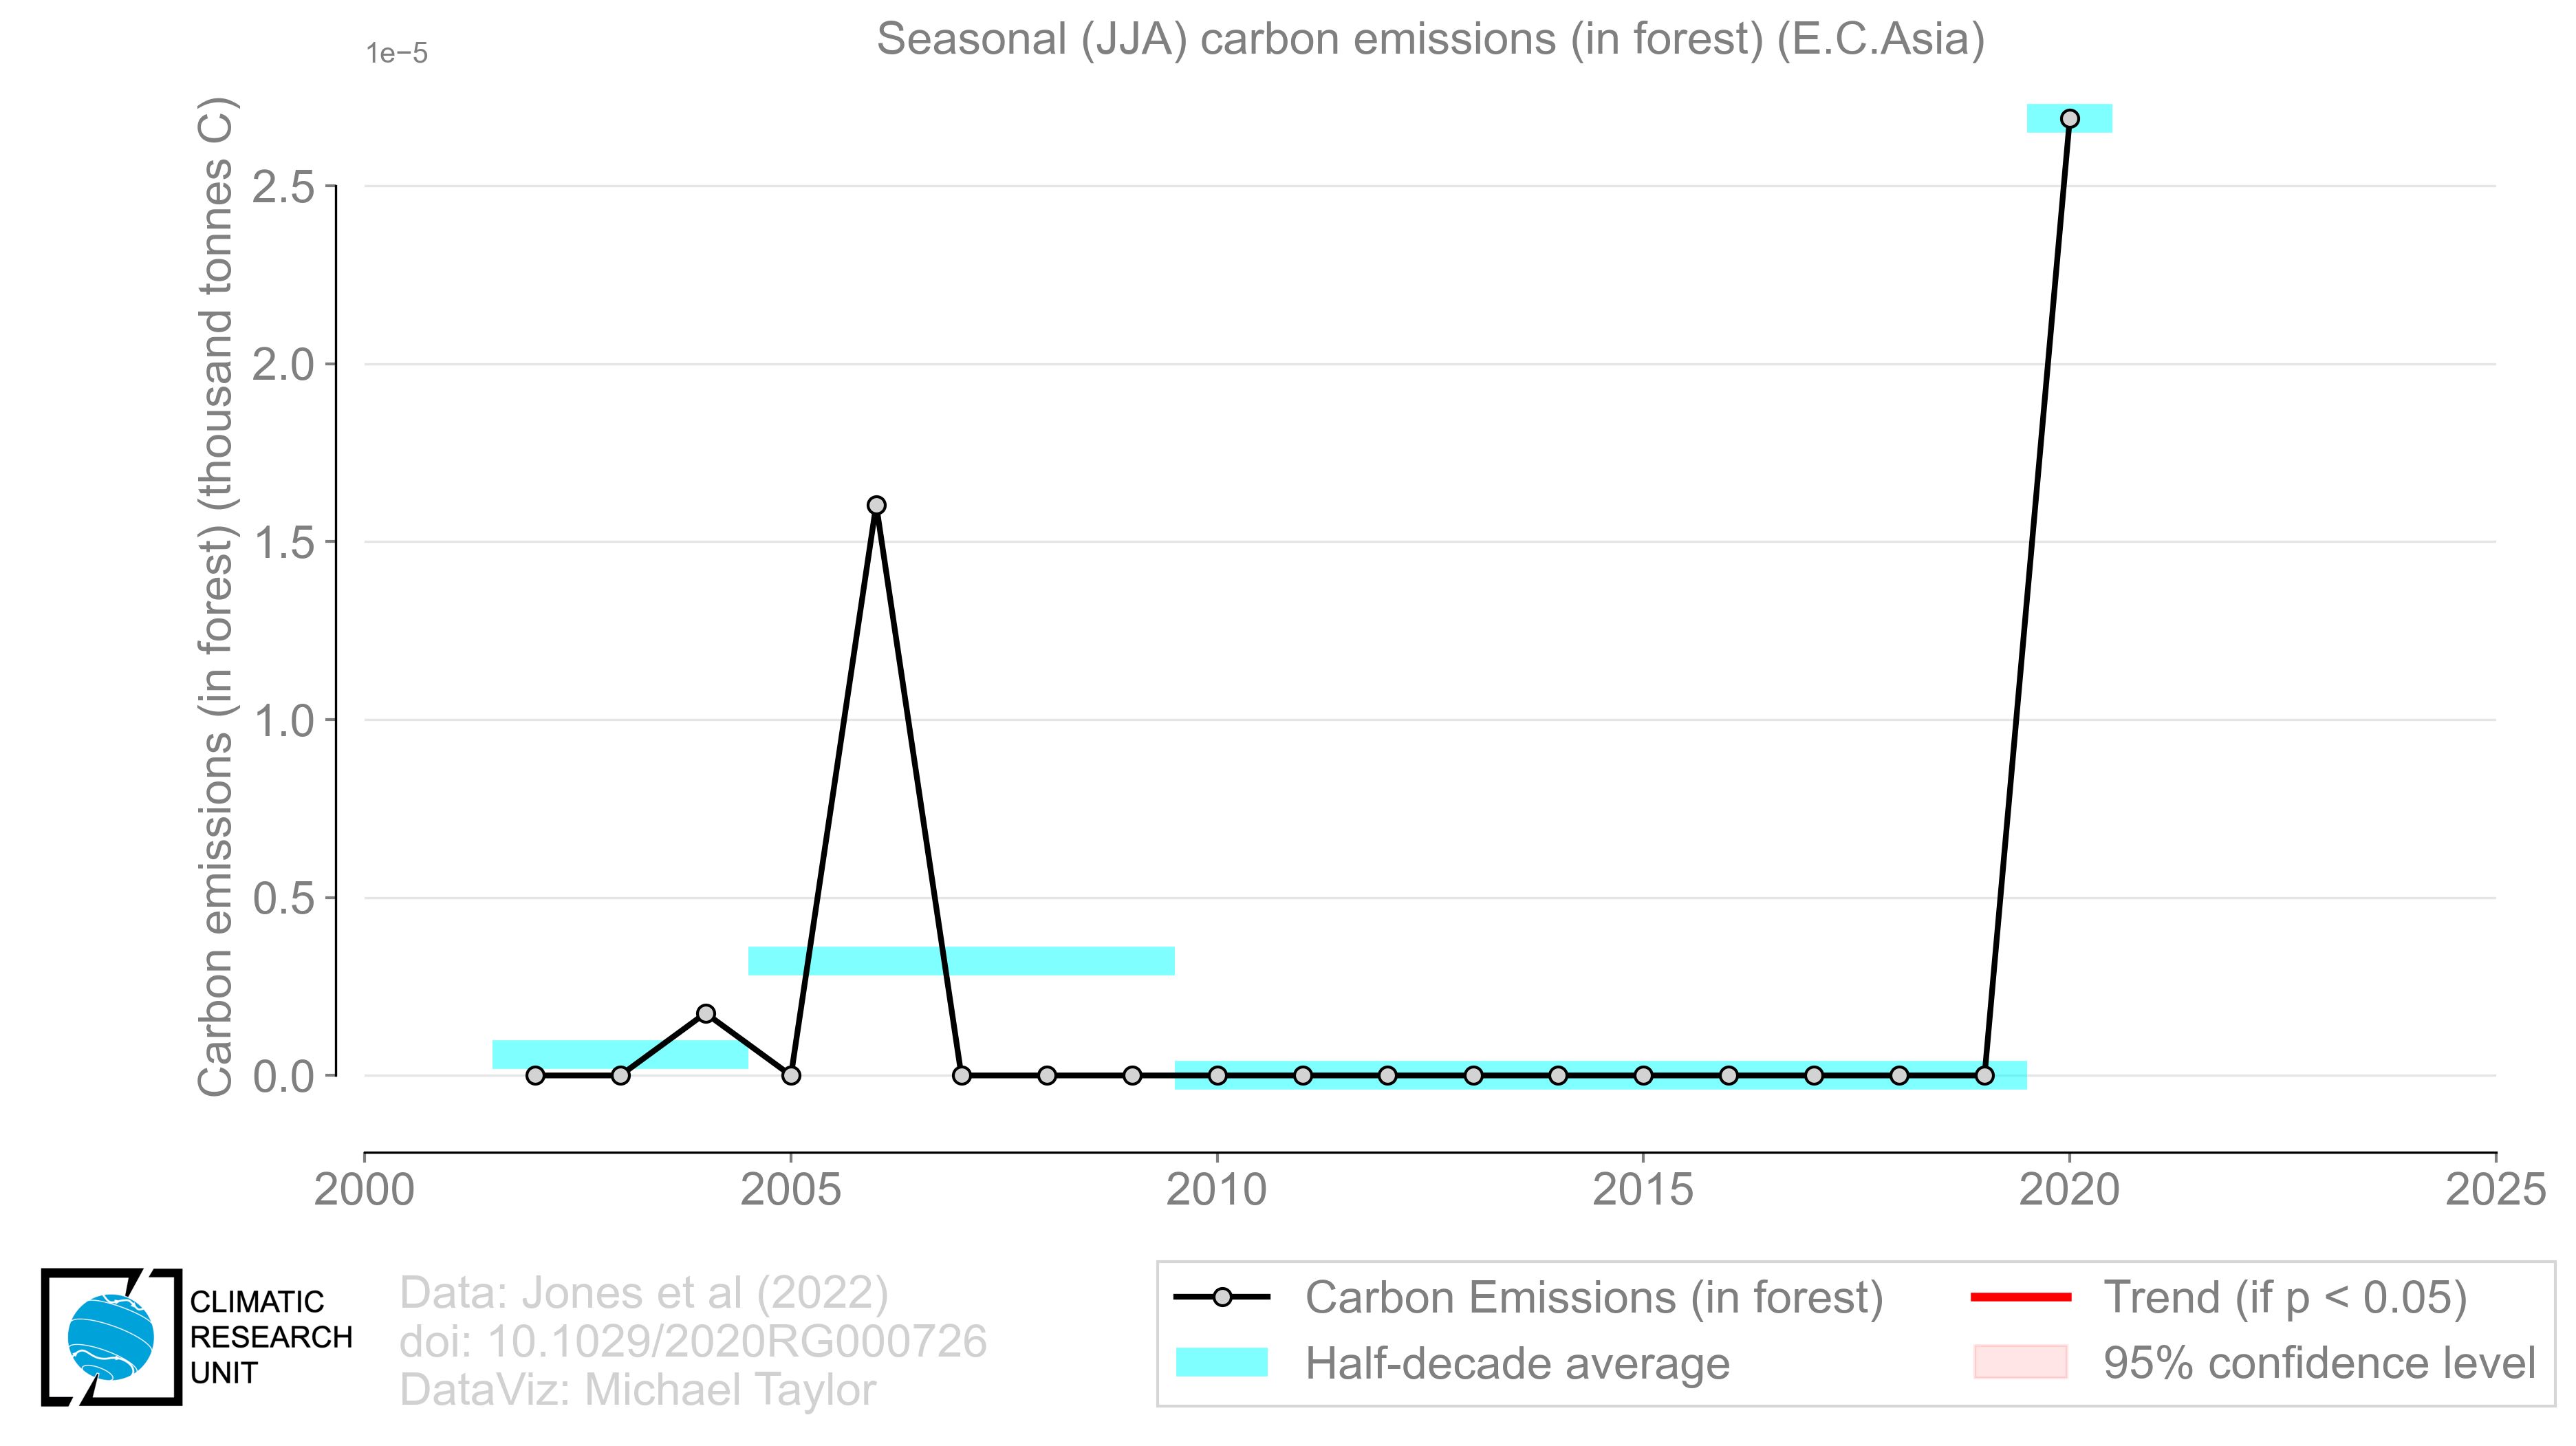 Seasonal (JJA) carbon emissions (in forest) (E.C.Asia)
1e−5
Carbon emissions (in forest) (thousand tonnes C)
2.5
2.0
1.5
1.0
0.5
0.0
2000 2005 2010 2015 2020 2025
CLIMATIC
RESEARCH
UNIT
Data: Jones et al (2022)
doi: 10.1029/2020RG000726
DataViz: Michael Taylor
Carbon Emissions (in forest)
Half-decade average
Trend (if p < 0.05)
95% confidence level